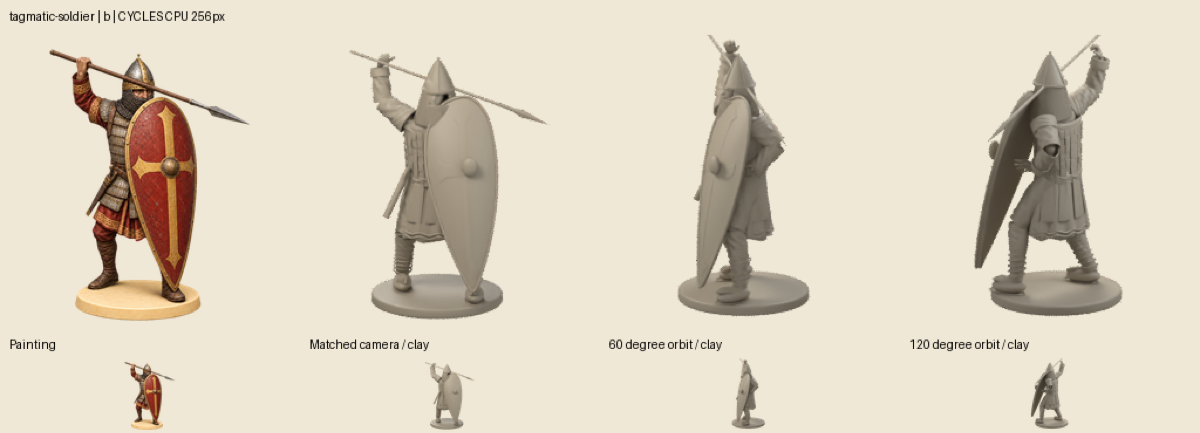 tagmatic-soldier | b | CYCLES CPU 256px
Painting
Matched camera / clay
60 degree orbit / clay
120 degree orbit / clay